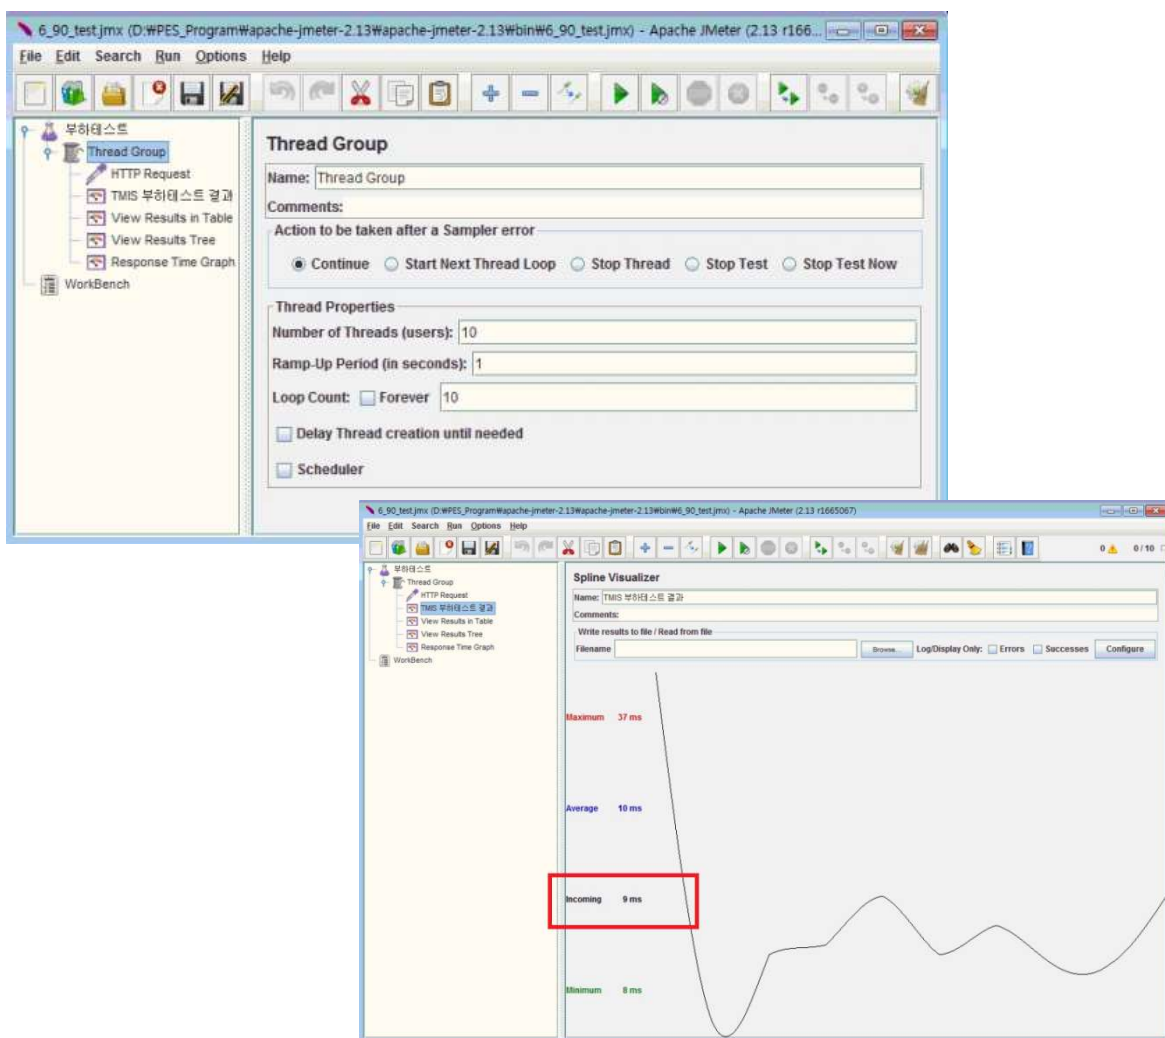 6_90_test.jmx (D:₩PES_Program₩apache-jmeter-2.13₩apache-jmeter-2.13₩bin₩6_90_test.jmx) - Apache JMeter (2.13 r166...
File Edit Search Run Options Help
부하테스트
Thread Group
HTTP Request
TMIS 부하테스트 결과
View Results in Table
View Results Tree
Response Time Graph
WorkBench
Thread Group
Name: Thread Group
Comments:
Action to be taken after a Sampler error
Continue Start Next Thread Loop Stop Thread Stop Test Stop Test Now
Thread Properties
Number of Threads (users): 10
Ramp-Up Period (in seconds): 1
Loop Count: Forever 10
Delay Thread creation until needed
Scheduler
6_90_test.jmx (D:₩PES_Program₩apache-jmeter-2.13₩apache-jmeter-2.13₩bin₩6_90_test.jmx) - Apache JMeter (2.13 r1665067)
File Edit Search Run Options Help
0 0 / 10
부하테스트
Thread Group
HTTP Request
TMIS 부하테스트 결과
View Results in Table
View Results Tree
Response Time Graph
WorkBench
Spline Visualizer
Name: TMIS 부하테스트 결과
Comments:
Write results to file / Read from file
Filename Browse... Log/Display Only: Errors Successes Configure
Maximum 37 ms
Average 10 ms
Incoming 9 ms
Minimum 8 ms